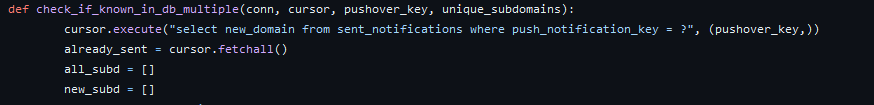 def check_if_known_in_db_multiple(conn, cursor, pushover_key, unique_subdomains):
cursor.execute("select new_domain from sent_notifications where push_notification_key = ?", (pushover_key,))
already_sent = cursor.fetchall()
all_subd = []
new_subd = []